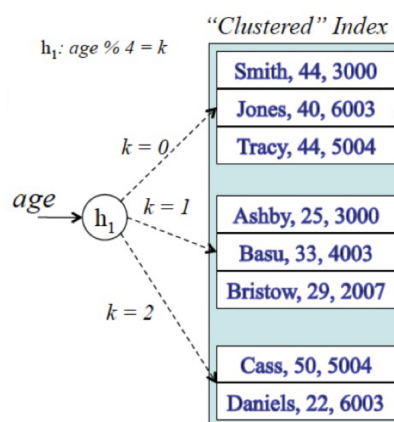 “Clustered” Index
h₁: age % 4 = k
Smith, 44, 3000
Jones, 40, 6003
Tracy, 44, 5004
k = 0
age
h₁
k = 1
Ashby, 25, 3000
Basu, 33, 4003
Bristow, 29, 2007
k = 2
Cass, 50, 5004
Daniels, 22, 6003